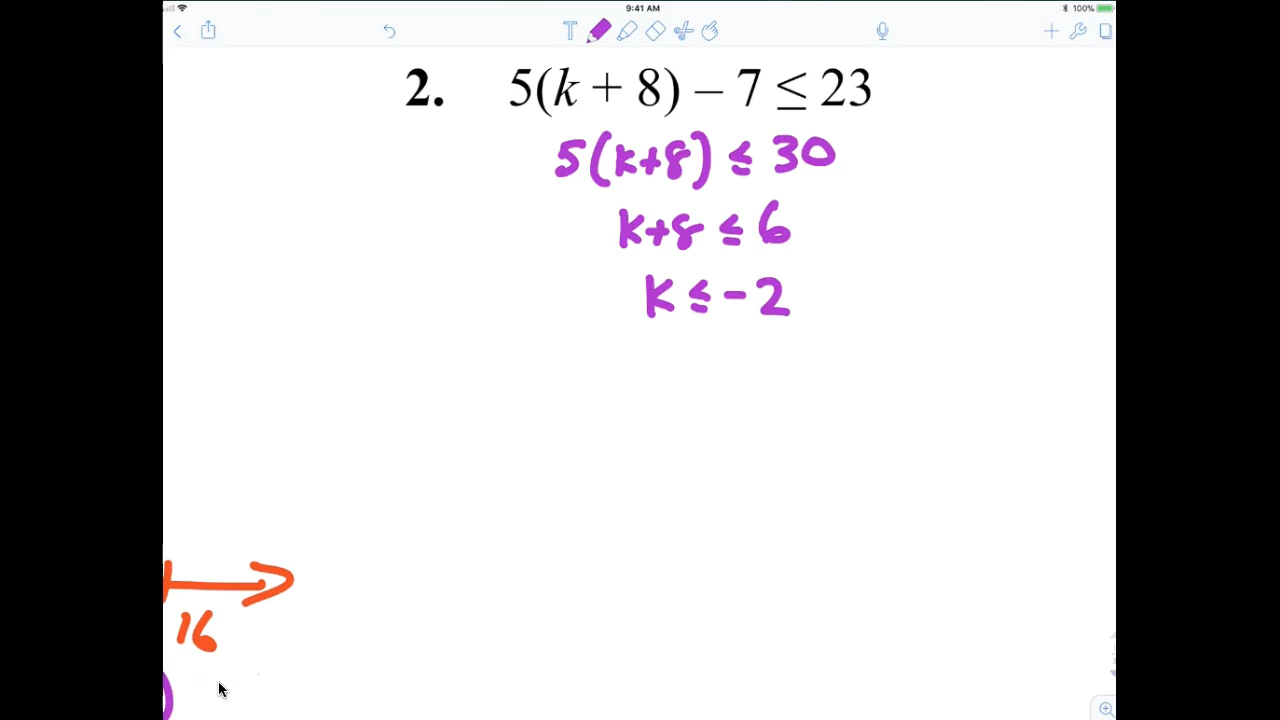 9:41 AM
100%
T
2. 5(k + 8) – 7 ≤ 23
5(k+8) ≤ 30
k+8 ≤ 6
k ≤ -2
16